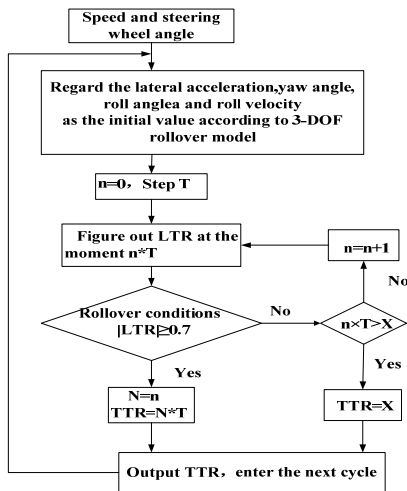 Speed and steering
wheel angle
Regard the lateral acceleration,yaw angle,
roll anglea and roll velocity
as the initial value according to 3-DOF
rollover model
n=0, Step T
Figure out LTR at the
moment n*T
n=n+1
No
Rollover conditions
|LTR|≥0.7
No
n×T>X
Yes
Yes
N=n
TTR=N*T
TTR=X
Output TTR, enter the next cycle